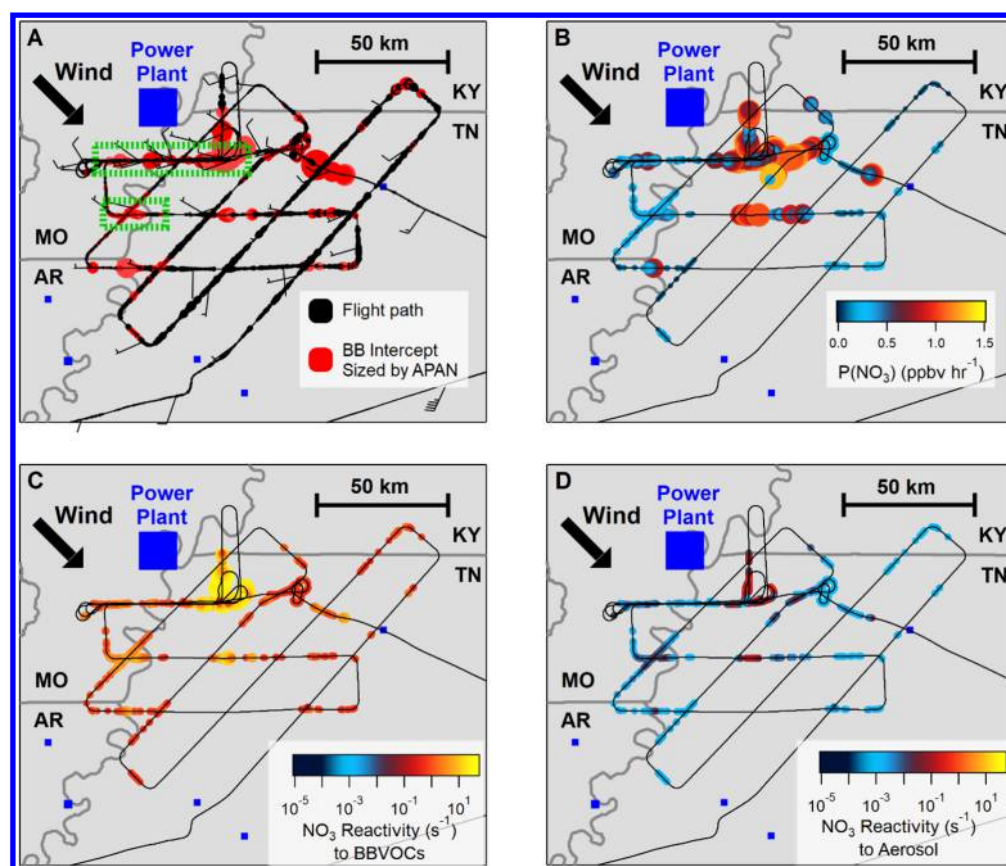 A
Power
Plant
50 km
Wind
KY
TN
MO
AR
Flight path
BB Intercept
Sized by APAN
B
Power
Plant
50 km
Wind
KY
TN
MO
AR
0.0 0.5 1.0 1.5
P(NO₃) (ppbv hr⁻¹)
C
Power
Plant
50 km
Wind
KY
TN
MO
AR
10⁻⁵ 10⁻³ 10⁻¹ 10¹
NO₃ Reactivity (s⁻¹)
to BBVOCs
D
Power
Plant
50 km
Wind
KY
TN
MO
AR
10⁻⁵ 10⁻³ 10⁻¹ 10¹
NO₃ Reactivity (s⁻¹)
to Aerosol